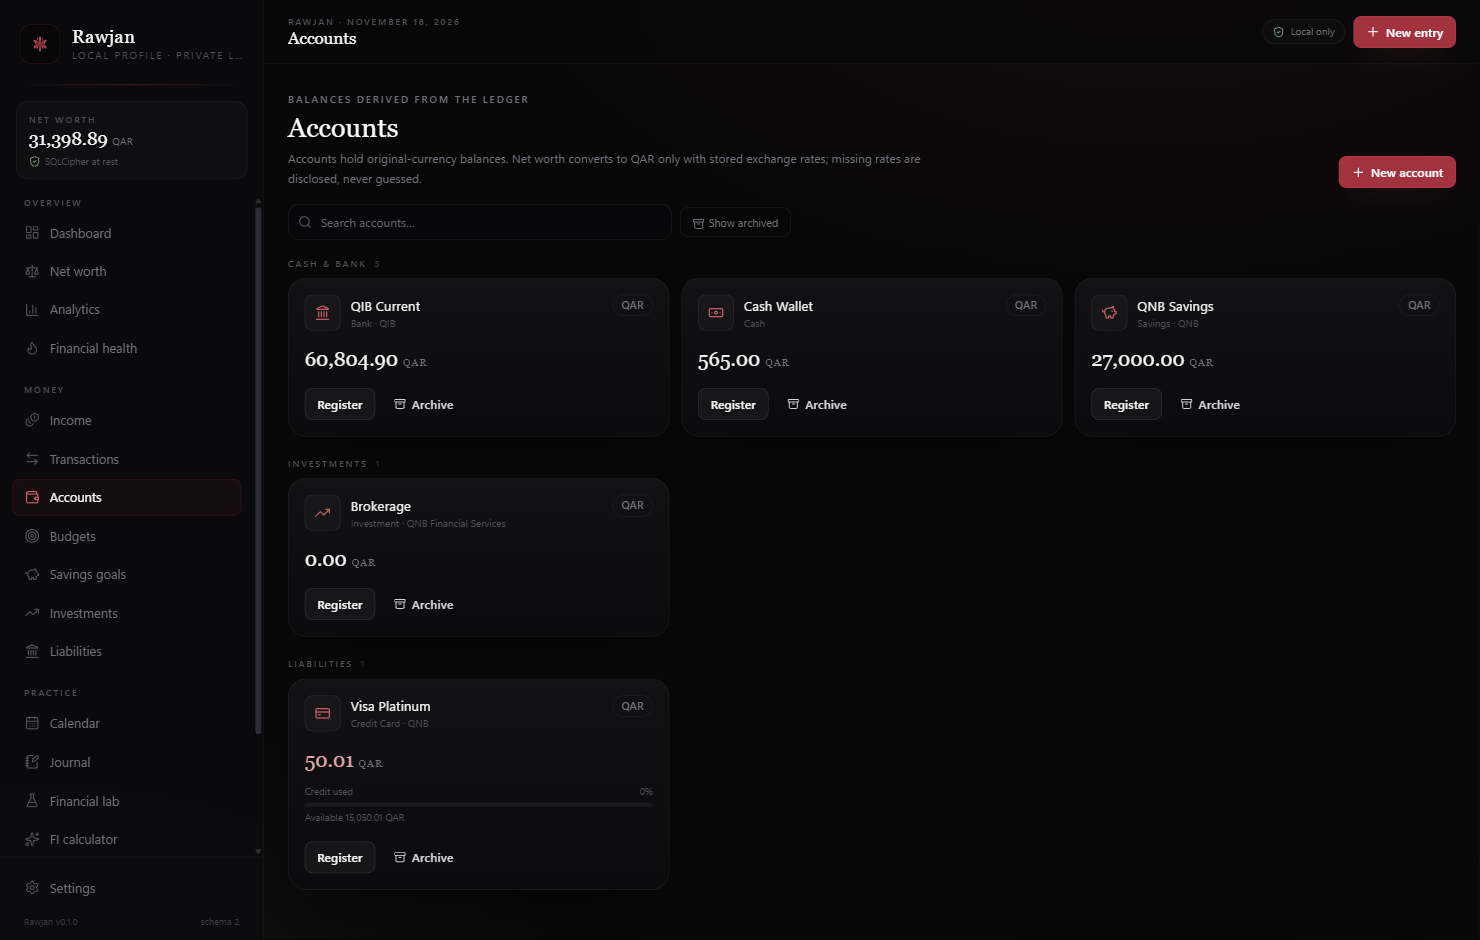 Rawjan
LOCAL PROFILE · PRIVATE L…
NET WORTH
31,398.89 QAR
SQLCipher at rest
OVERVIEW
Dashboard
Net worth
Analytics
Financial health
MONEY
Income
Transactions
Accounts
Budgets
Savings goals
Investments
Liabilities
PRACTICE
Calendar
Journal
Financial lab
FI calculator
Settings
Rawjan v0.1.0
schema 2
RAWJAN · NOVEMBER 18, 2026
Accounts
Local only
New entry
BALANCES DERIVED FROM THE LEDGER
Accounts
Accounts hold original-currency balances. Net worth converts to QAR only with stored exchange rates; missing rates are
disclosed, never guessed.
New account
Search accounts...
Show archived
CASH & BANK 3
QIB Current
QAR
Bank · QIB
60,804.90 QAR
Register
Archive
Cash Wallet
QAR
Cash
565.00 QAR
Register
Archive
QNB Savings
QAR
Savings · QNB
27,000.00 QAR
Register
Archive
INVESTMENTS 1
Brokerage
QAR
Investment · QNB Financial Services
0.00 QAR
Register
Archive
LIABILITIES 1
Visa Platinum
QAR
Credit Card · QNB
50.01 QAR
Credit used
0%
Available 15,050.01 QAR
Register
Archive